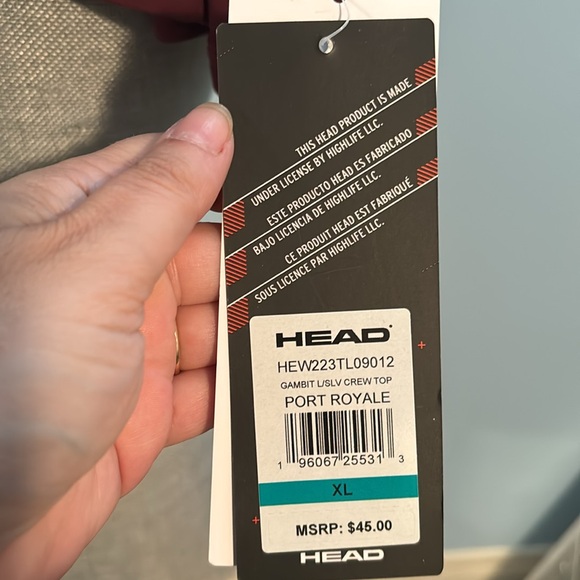 THIS HEAD PRODUCT IS MADE
UNDER LICENSE BY HIGHLIFE LLC.
ESTE PRODUCTO HEAD ES FABRICADO
BAJO LICENCIA DE HIGHLIFE LLC.
CE PRODUIT HEAD EST FABRIQUÉ
SOUS LICENCE PAR HIGHLIFE LLC.
HEAD
HEW223TL09012
GAMBIT L/SLV CREW TOP
PORT ROYALE
1 96067 25531 3
XL
MSRP: $45.00
HEAD